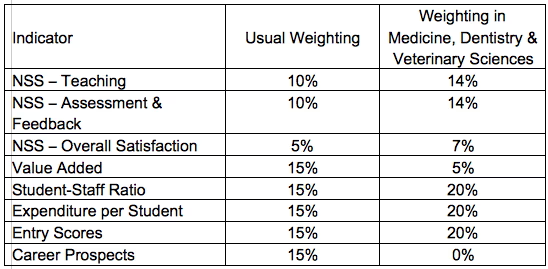 Indicator Usual Weighting Weighting in
Medicine, Dentistry &
Veterinary Sciences
NSS – Teaching 10% 14%
NSS – Assessment & 10% 14%
Feedback
NSS – Overall Satisfaction 5% 7%
Value Added 15% 5%
Student-Staff Ratio 15% 20%
Expenditure per Student 15% 20%
Entry Scores 15% 20%
Career Prospects 15% 0%